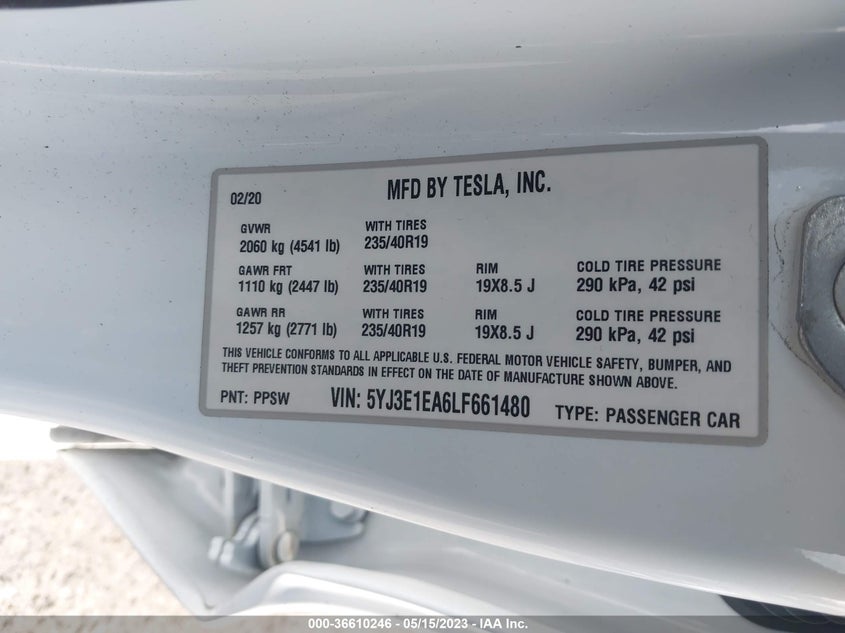 02/20 MFD BY TESLA, INC.
GVWR WITH TIRES
2060 kg (4541 lb) 235/40R19
GAWR FRT WITH TIRES RIM COLD TIRE PRESSURE
1110 kg (2447 lb) 235/40R19 19X8.5 J 290 kPa, 42 psi
GAWR RR WITH TIRES RIM COLD TIRE PRESSURE
1257 kg (2771 lb) 235/40R19 19X8.5 J 290 kPa, 42 psi
THIS VEHICLE CONFORMS TO ALL APPLICABLE U.S. FEDERAL MOTOR VEHICLE SAFETY, BUMPER, AND
THEFT PREVENTION STANDARDS IN EFFECT ON THE DATE OF MANUFACTURE SHOWN ABOVE.
PNT: PPSW VIN: 5YJ3E1EA6LF661480 TYPE: PASSENGER CAR
000-36610246 - 05/15/2023 - IAA Inc.